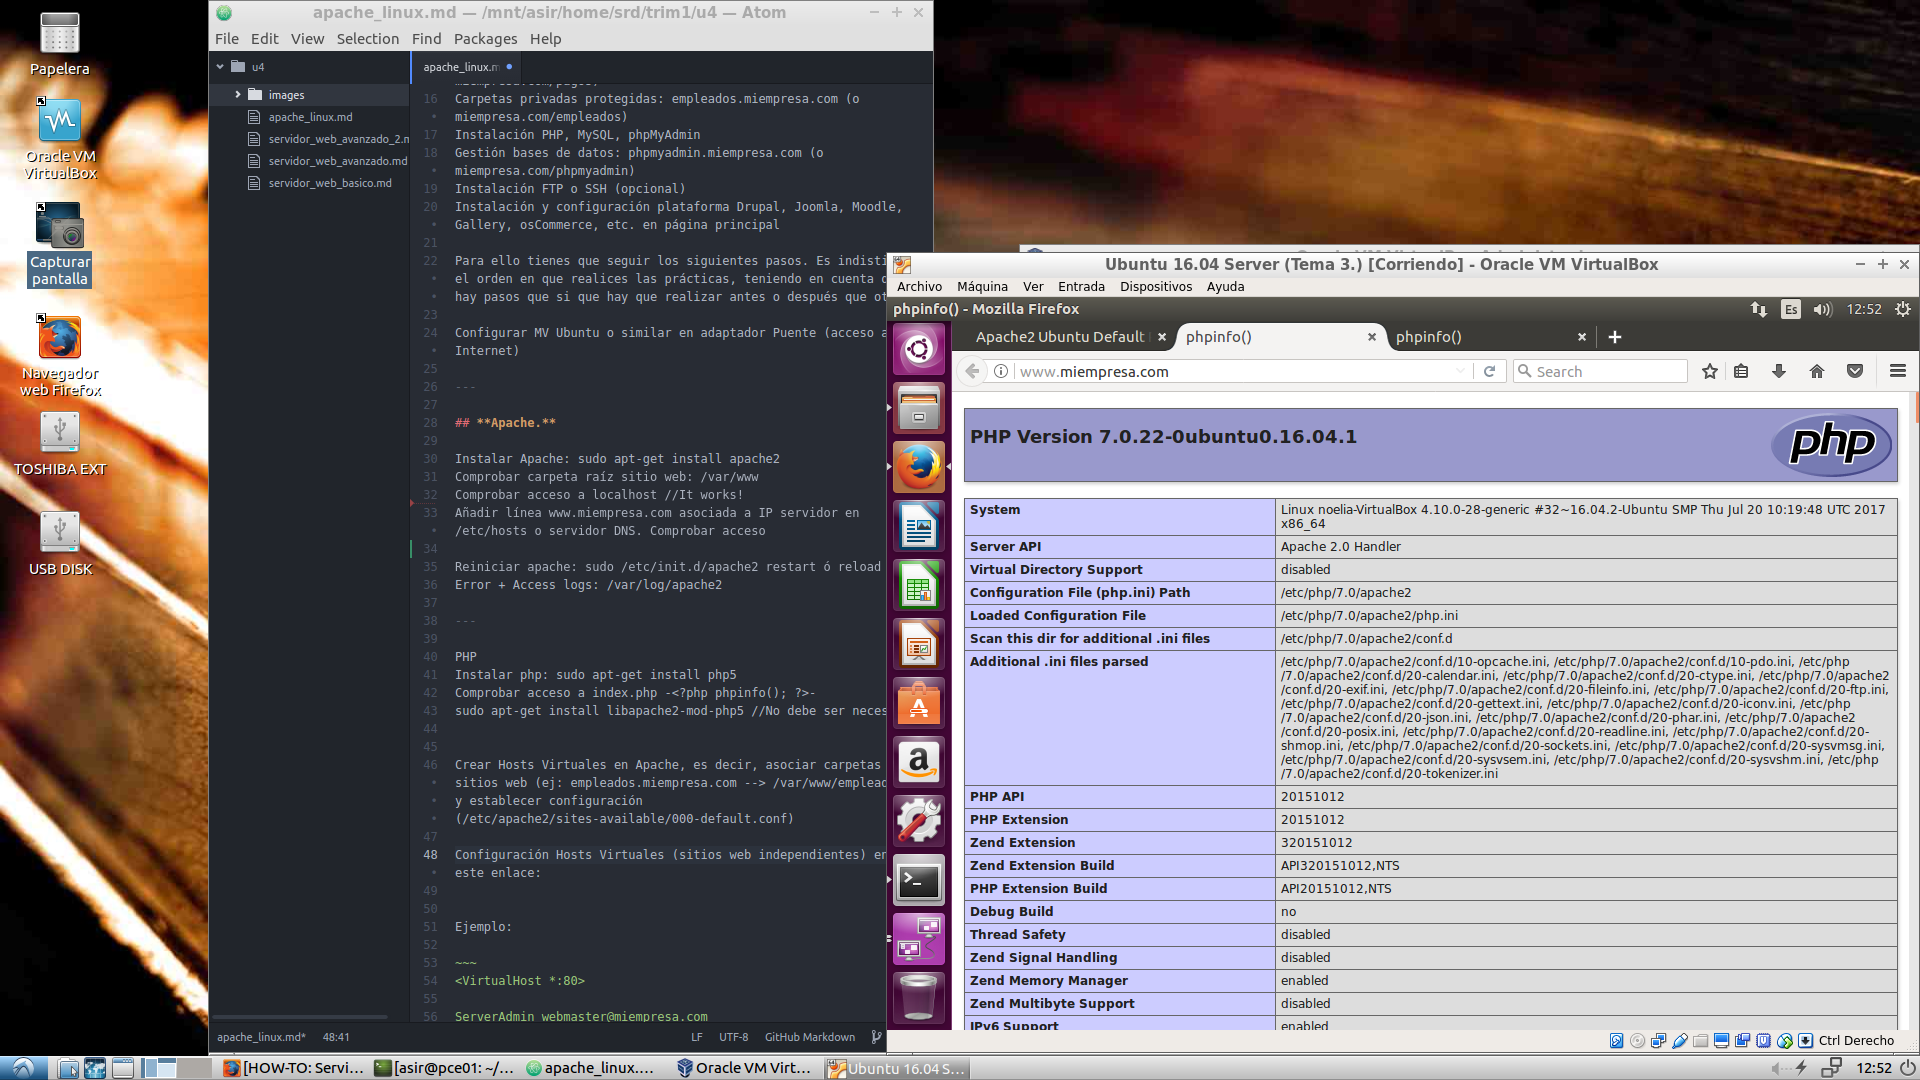 Papelera
Oracle VM
VirtualBox
Capturar
pantalla
Navegador
web Firefox
TOSHIBA EXT
USB DISK
apache_linux.md — /mnt/asir/home/srd/trim1/u4 — Atom
File Edit View Selection Find Packages Help
u4
images
apache_linux.md
servidor_web_avanzado_2.m
servidor_web_avanzado.md
servidor_web_basico.md
apache_linux.m
16 Carpetas privadas protegidas: empleados.miempresa.com (o
miempresa.com/empleados)
17 Instalación PHP, MySQL, phpMyAdmin
18 Gestión bases de datos: phpmyadmin.miempresa.com (o
miempresa.com/phpmyadmin)
19 Instalación FTP o SSH (opcional)
20 Instalación y configuración plataforma Drupal, Joomla, Moodle,
Gallery, osCommerce, etc. en página principal
21
22 Para ello tienes que seguir los siguientes pasos. Es indisti
el orden en que realices las prácticas, teniendo en cuenta
hay pasos que si que hay que realizar antes o después que ot
23
24 Configurar MV Ubuntu o similar en adaptador Puente (acceso a
Internet)
25
26 ---
27
28 ## **Apache.**
29
30 Instalar Apache: sudo apt-get install apache2
31 Comprobar carpeta raíz sitio web: /var/www
32 Comprobar acceso a localhost //It works!
33 Añadir línea www.miempresa.com asociada a IP servidor en
/etc/hosts o servidor DNS. Comprobar acceso
34
35 Reiniciar apache: sudo /etc/init.d/apache2 restart ó reload
36 Error + Access logs: /var/log/apache2
37
38 ---
39
40 PHP
41 Instalar php: sudo apt-get install php5
42 Comprobar acceso a index.php -<?php phpinfo(); ?>-
43 sudo apt-get install libapache2-mod-php5 //No debe ser neces
44
45
46 Crear Hosts Virtuales en Apache, es decir, asociar carpetas
sitios web (ej: empleados.miempresa.com --> /var/www/emplead
y establecer configuración
(/etc/apache2/sites-available/000-default.conf)
47
48 Configuración Hosts Virtuales (sitios web independientes) en
este enlace:
49
50
51 Ejemplo:
52
53 ~~~
54 <VirtualHost *:80>
55
56 ServerAdmin webmaster@miempresa.com
apache_linux.md* 48:41 LF UTF-8 GitHub Markdown
Ubuntu 16.04 Server (Tema 3.) [Corriendo] - Oracle VM VirtualBox
Archivo Máquina Ver Entrada Dispositivos Ayuda
phpinfo() - Mozilla Firefox Es 12:52
Apache2 Ubuntu Default phpinfo() phpinfo()
www.miempresa.com Search
PHP Version 7.0.22-0ubuntu0.16.04.1
php
System Linux noelia-VirtualBox 4.10.0-28-generic #32~16.04.2-Ubuntu SMP Thu Jul 20 10:19:48 UTC 2017
x86_64
Server API Apache 2.0 Handler
Virtual Directory Support disabled
Configuration File (php.ini) Path /etc/php/7.0/apache2
Loaded Configuration File /etc/php/7.0/apache2/php.ini
Scan this dir for additional .ini files /etc/php/7.0/apache2/conf.d
Additional .ini files parsed /etc/php/7.0/apache2/conf.d/10-opcache.ini, /etc/php/7.0/apache2/conf.d/10-pdo.ini, /etc/php
/7.0/apache2/conf.d/20-calendar.ini, /etc/php/7.0/apache2/conf.d/20-ctype.ini, /etc/php/7.0/apache2
/conf.d/20-exif.ini, /etc/php/7.0/apache2/conf.d/20-fileinfo.ini, /etc/php/7.0/apache2/conf.d/20-ftp.ini,
/etc/php/7.0/apache2/conf.d/20-gettext.ini, /etc/php/7.0/apache2/conf.d/20-iconv.ini, /etc/php
/7.0/apache2/conf.d/20-json.ini, /etc/php/7.0/apache2/conf.d/20-phar.ini, /etc/php/7.0/apache2
/conf.d/20-posix.ini, /etc/php/7.0/apache2/conf.d/20-readline.ini, /etc/php/7.0/apache2/conf.d/20-
shmop.ini, /etc/php/7.0/apache2/conf.d/20-sockets.ini, /etc/php/7.0/apache2/conf.d/20-sysvmsg.ini,
/etc/php/7.0/apache2/conf.d/20-sysvsem.ini, /etc/php/7.0/apache2/conf.d/20-sysvshm.ini, /etc/php
/7.0/apache2/conf.d/20-tokenizer.ini
PHP API 20151012
PHP Extension 20151012
Zend Extension 320151012
Zend Extension Build API320151012,NTS
PHP Extension Build API20151012,NTS
Debug Build no
Thread Safety disabled
Zend Signal Handling disabled
Zend Memory Manager enabled
Zend Multibyte Support disabled
IPv6 Support enabled
Ctrl Derecho
[HOW-TO: Servi... [asir@pce01: ~/... apache_linux.... Oracle VM Virt... Ubuntu 16.04 S... 12:52